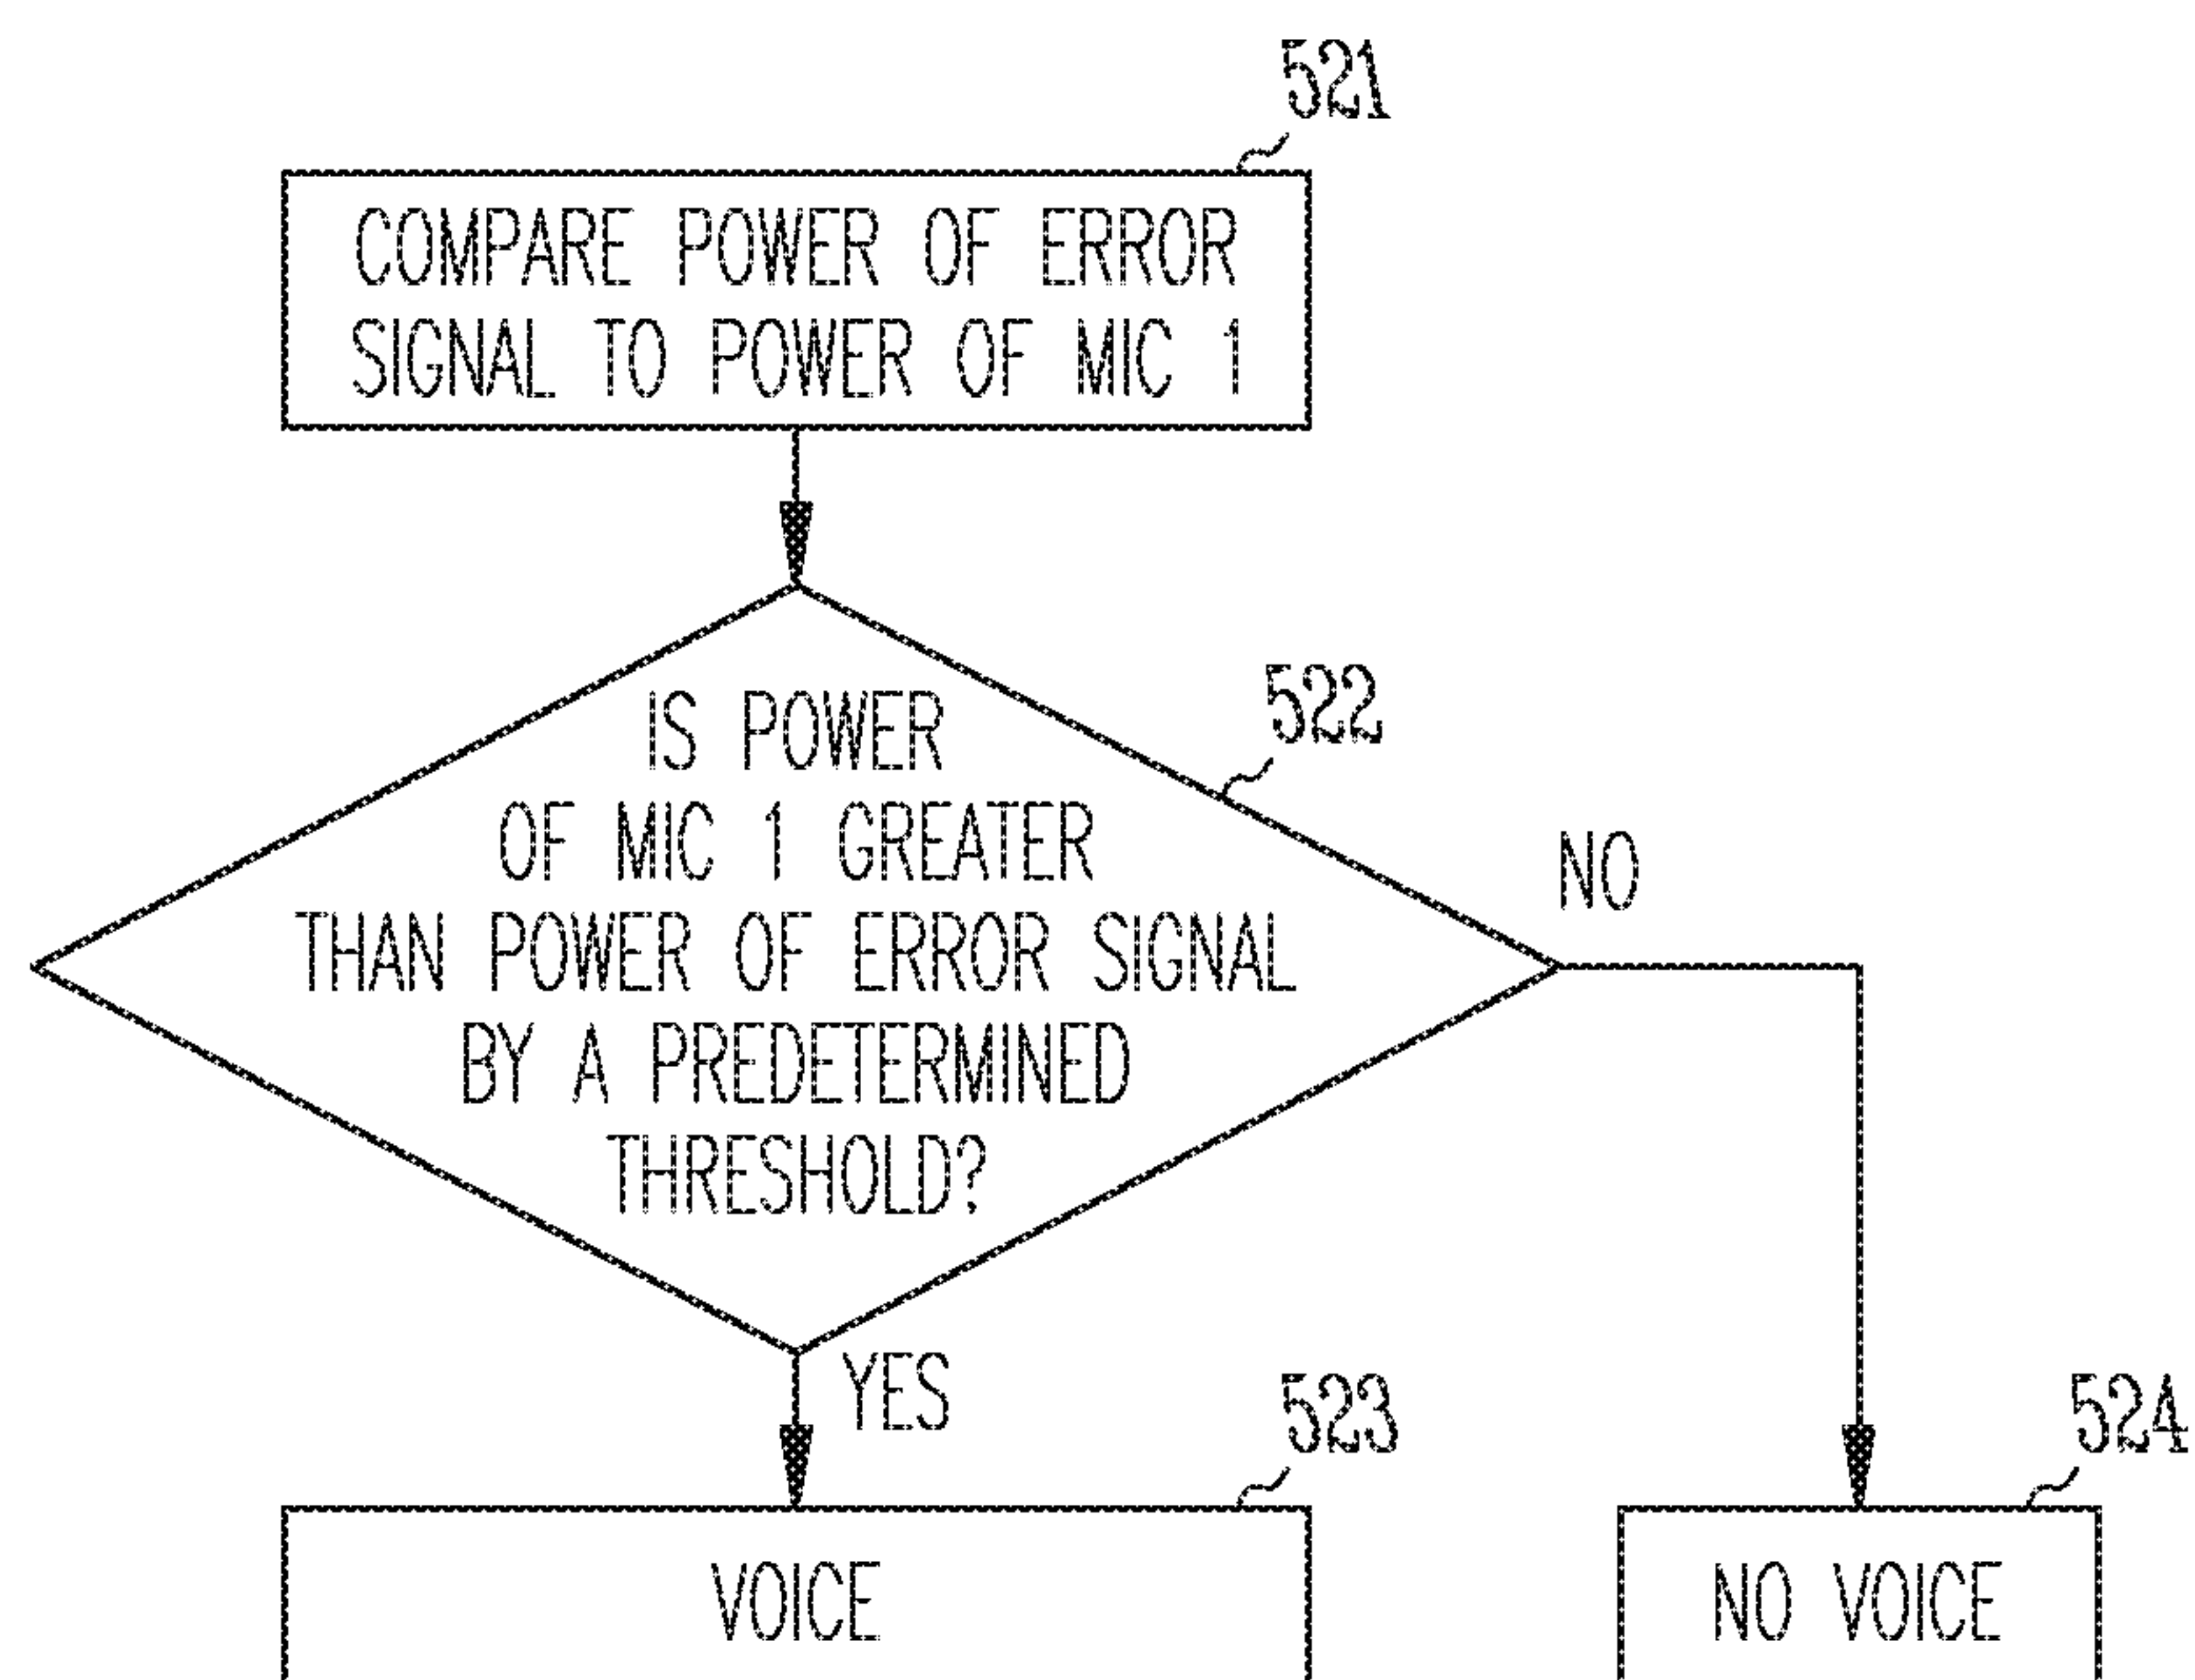 521
COMPARE POWER OF ERROR
SIGNAL TO POWER OF MIC 1
522
IS POWER
OF MIC 1 GREATER
THAN POWER OF ERROR SIGNAL
BY A PREDETERMINED
THRESHOLD?
NO
YES
523
524
VOICE
NO VOICE